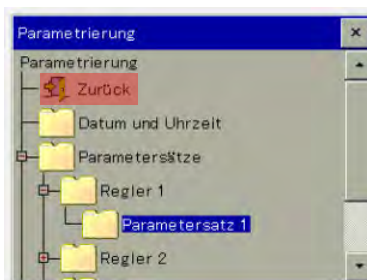 Parametrierung
Parametrierung
Zurück
Datum und Uhrzeit
Parametersätze
Regler 1
Parametersatz 1
Regler 2